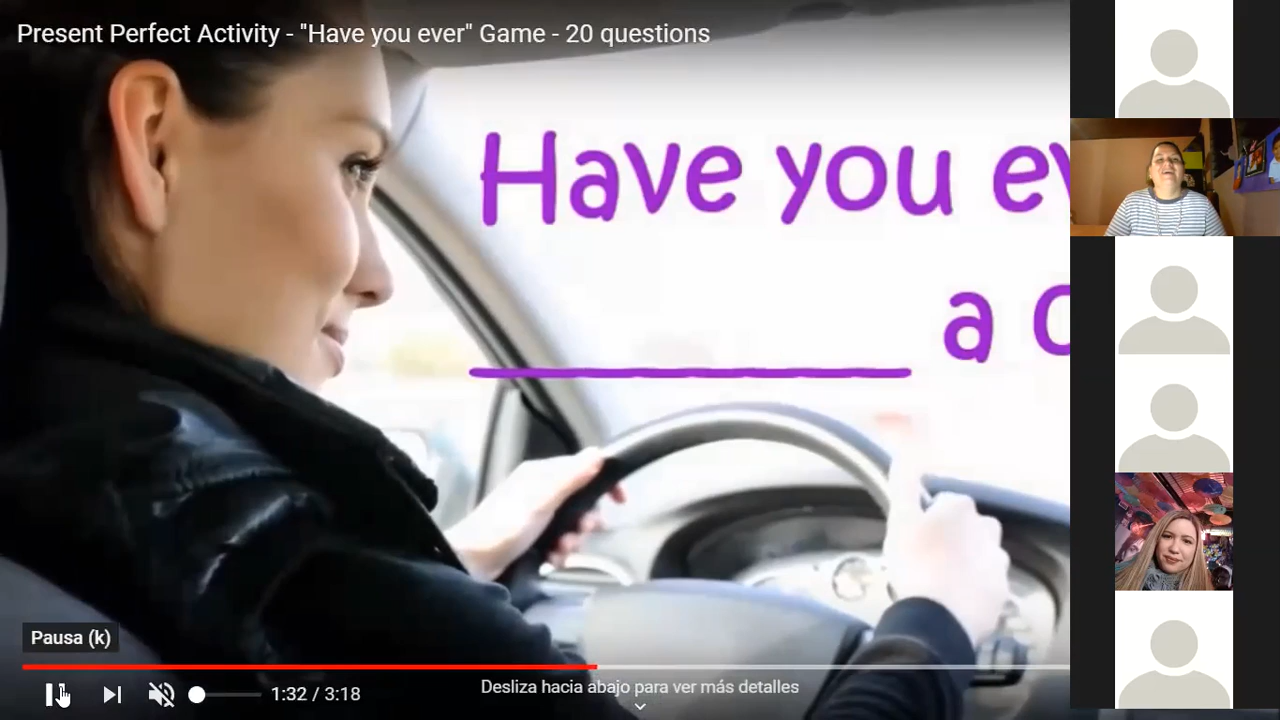 Present Perfect Activity - "Have you ever" Game - 20 questions
Have you
a
Pausa (k)
1:32 / 3:18
Desliza hacia abajo para ver más detalles